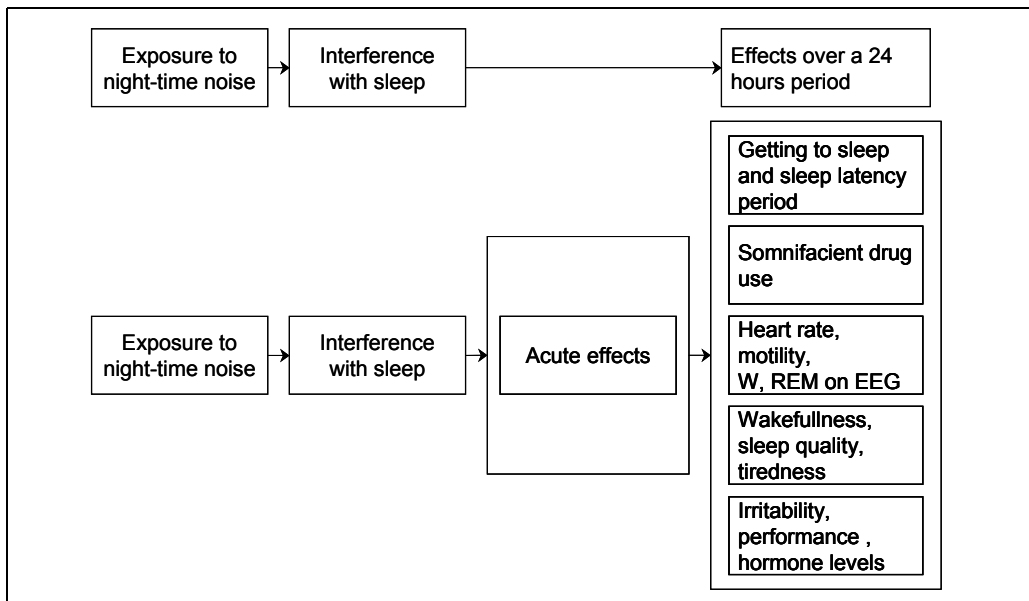 Exposure to
night-time noise
Interference
with sleep
Effects over a 24
hours period
Exposure to
night-time noise
Interference
with sleep
Acute effects
Getting to sleep
and sleep latency
period
Somnifacient drug
use
Heart rate,
motility,
W, REM on EEG
Wakefullness,
sleep quality,
tiredness
Irritability,
performance ,
hormone levels